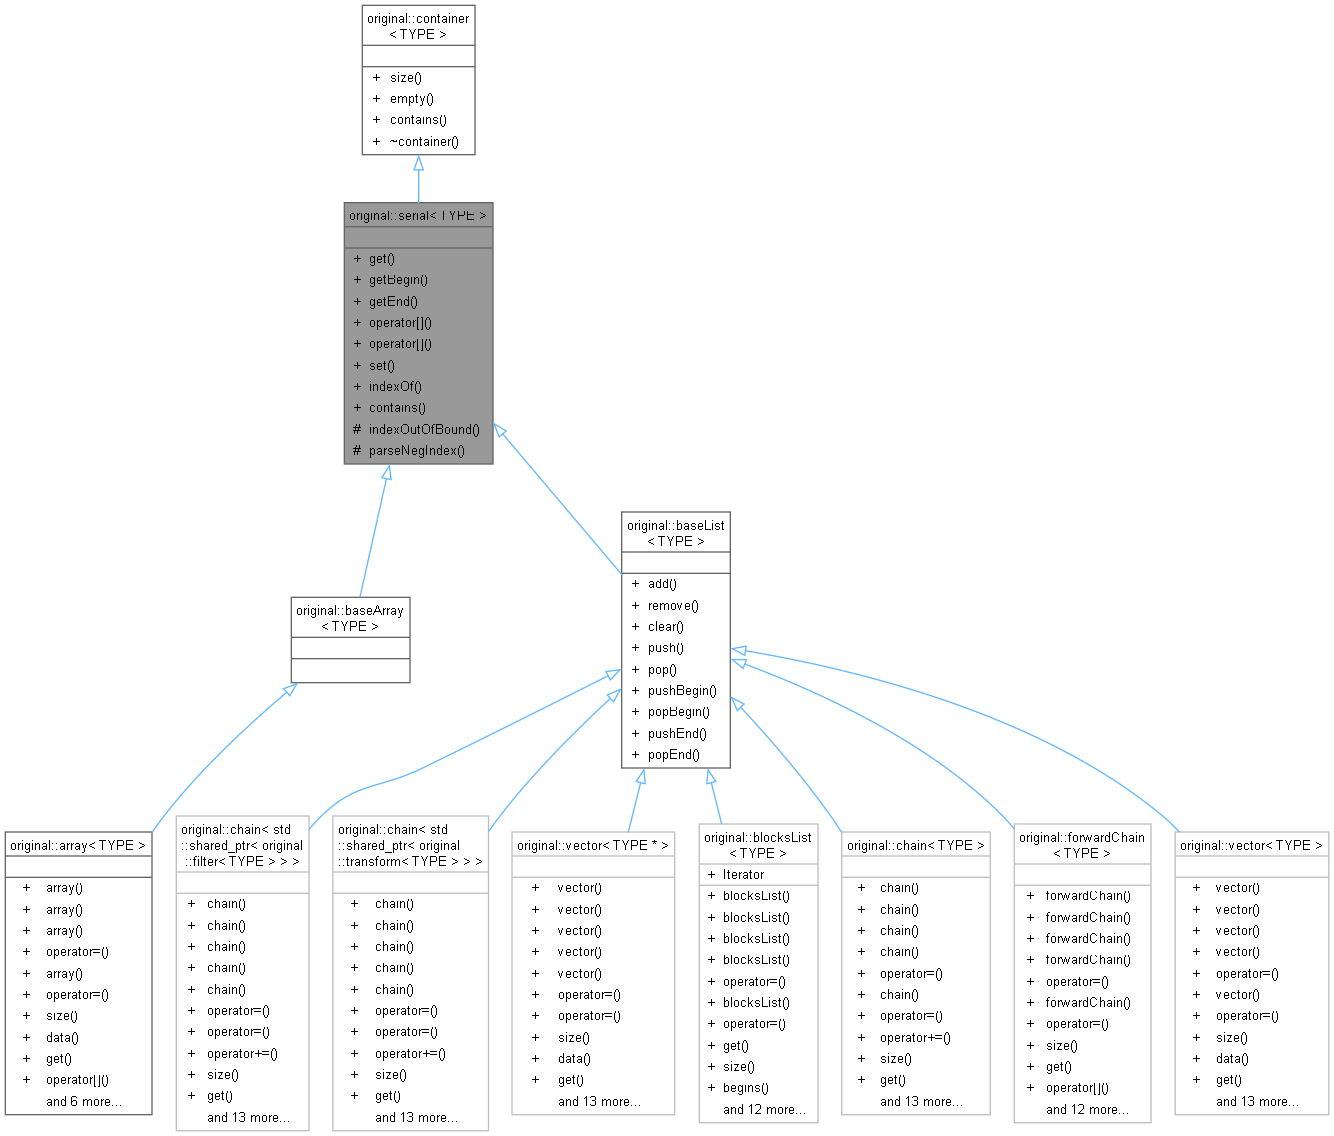 original::container
< TYPE >
+ size()
+ empty()
+ contains()
+ ~container()
original::serial< TYPE >
+ get()
+ getBegin()
+ getEnd()
+ operator[]()
+ operator[]()
+ set()
+ indexOf()
+ contains()
# indexOutOfBound()
# parseNegIndex()
original::baseList
< TYPE >
+ add()
+ remove()
+ clear()
+ push()
+ pop()
+ pushBegin()
+ popBegin()
+ pushEnd()
+ popEnd()
original::baseArray
< TYPE >
original::array< TYPE >
+ array()
+ array()
+ array()
+ operator=()
+ array()
+ operator=()
+ size()
+ data()
+ get()
+ operator[]()
and 6 more...
original::chain< std
::shared_ptr< original
::filter< TYPE > > >
+ chain()
+ chain()
+ chain()
+ chain()
+ chain()
+ operator=()
+ operator=()
+ operator+=()
+ size()
+ get()
and 13 more...
original::chain< std
::shared_ptr< original
::transform< TYPE > > >
+ chain()
+ chain()
+ chain()
+ chain()
+ chain()
+ operator=()
+ operator=()
+ operator+=()
+ size()
+ get()
and 13 more...
original::vector< TYPE * >
+ vector()
+ vector()
+ vector()
+ vector()
+ vector()
+ operator=()
+ operator=()
+ size()
+ data()
+ get()
and 13 more...
original::blocksList
< TYPE >
+ Iterator
+ blocksList()
+ blocksList()
+ blocksList()
+ blocksList()
+ operator=()
+ blocksList()
+ operator=()
+ get()
+ size()
+ begins()
and 12 more...
original::chain< TYPE >
+ chain()
+ chain()
+ chain()
+ chain()
+ operator=()
+ chain()
+ operator=()
+ operator+=()
+ size()
+ get()
and 13 more...
original::forwardChain
< TYPE >
+ forwardChain()
+ forwardChain()
+ forwardChain()
+ forwardChain()
+ operator=()
+ forwardChain()
+ operator=()
+ size()
+ get()
+ operator[]()
and 12 more...
original::vector< TYPE >
+ vector()
+ vector()
+ vector()
+ vector()
+ operator=()
+ vector()
+ operator=()
+ size()
+ data()
+ get()
and 13 more...